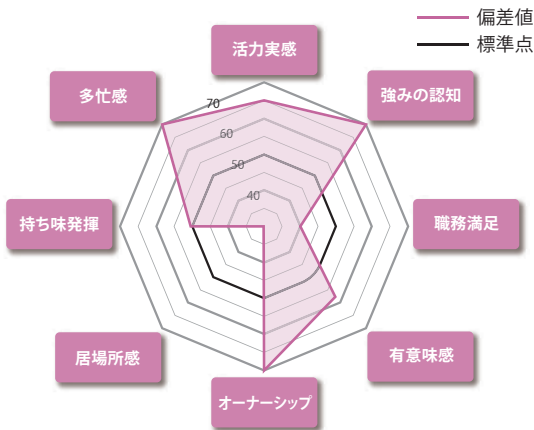 偏差値
標準点
活力実感
多忙感
強みの認知
70
60
50
40
持ち味発揮
職務満足
居場所感
有意味感
オーナーシップ